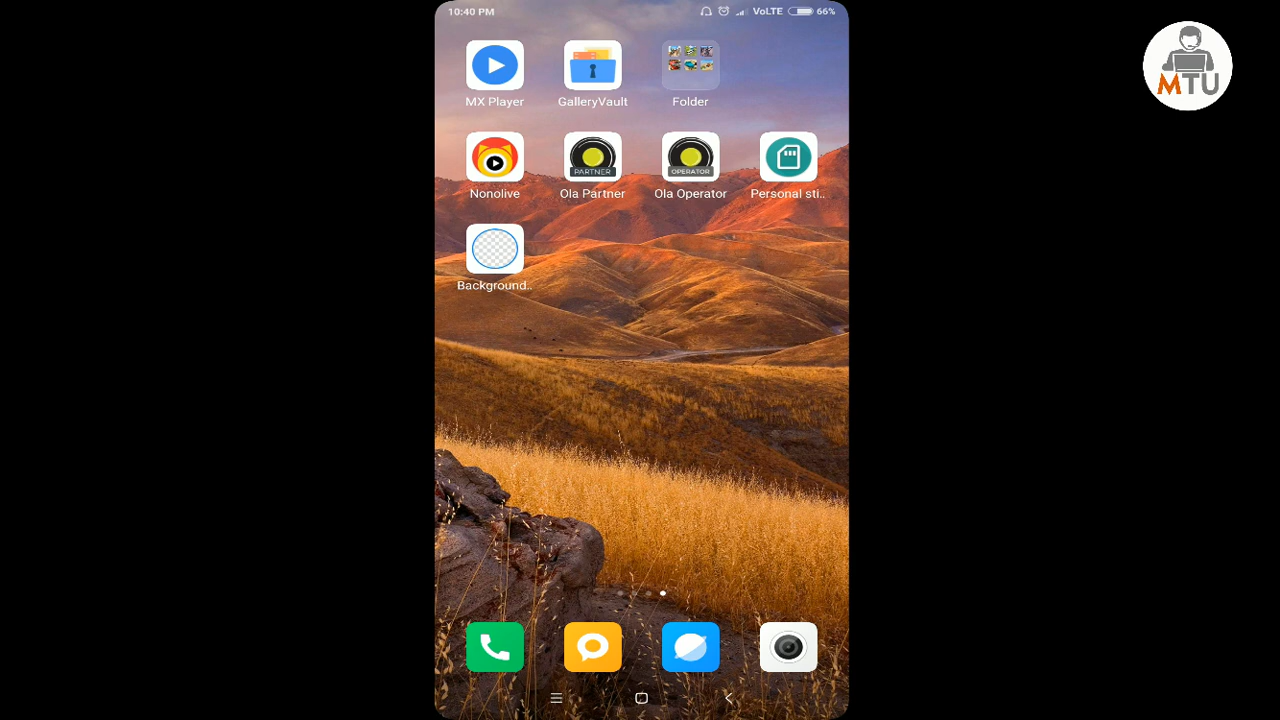 10:40 PM VoLTE 66%
MTU
MX Player GalleryVault Folder
PARTNER OPERATOR
Nonolive Ola Partner Ola Operator Personal sti..
Background..